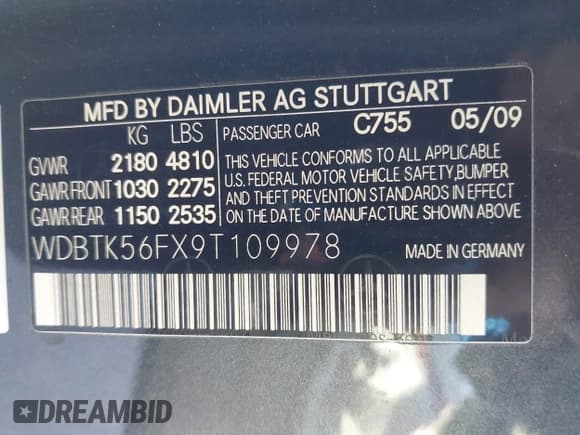 MFD BY DAIMLER AG STUTTGART
KG LBS
GVWR 2180 4810
GAWR FRONT 1030 2275
GAWR REAR 1150 2535
PASSENGER CAR C755 05/09
THIS VEHICLE CONFORMS TO ALL APPLICABLE
U.S. FEDERAL MOTOR VEHICLE SAFETY, BUMPER
AND THEFT PREVENTION STANDARDS IN EFFECT
ON THE DATE OF MANUFACTURE SHOWN ABOVE.
WDBTK56FX9T109978
MADE IN GERMANY
DREAMBID